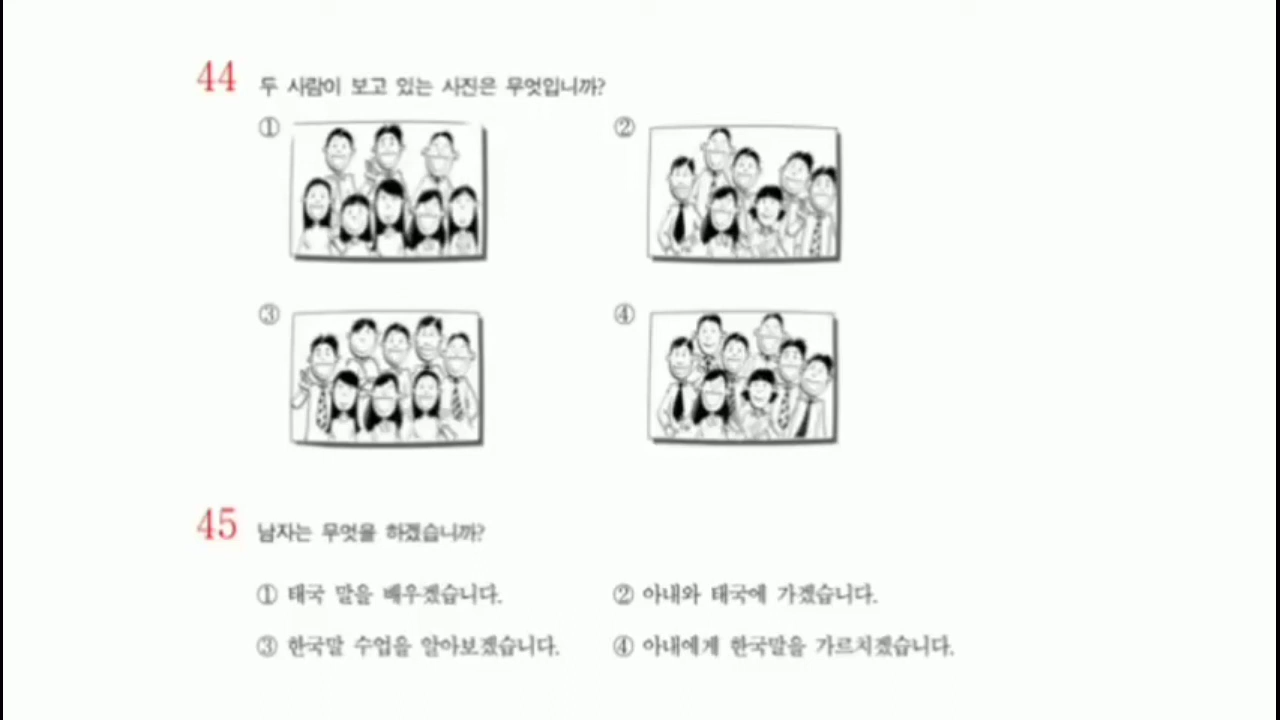 44 두 사람이 보고 있는 사진은 무엇입니까?
① ②
③ ④
45 남자는 무엇을 하겠습니까?
① 태국 말을 배우겠습니다. ② 아내와 태국에 가겠습니다.
③ 한국말 수업을 알아보겠습니다. ④ 아내에게 한국말을 가르치겠습니다.